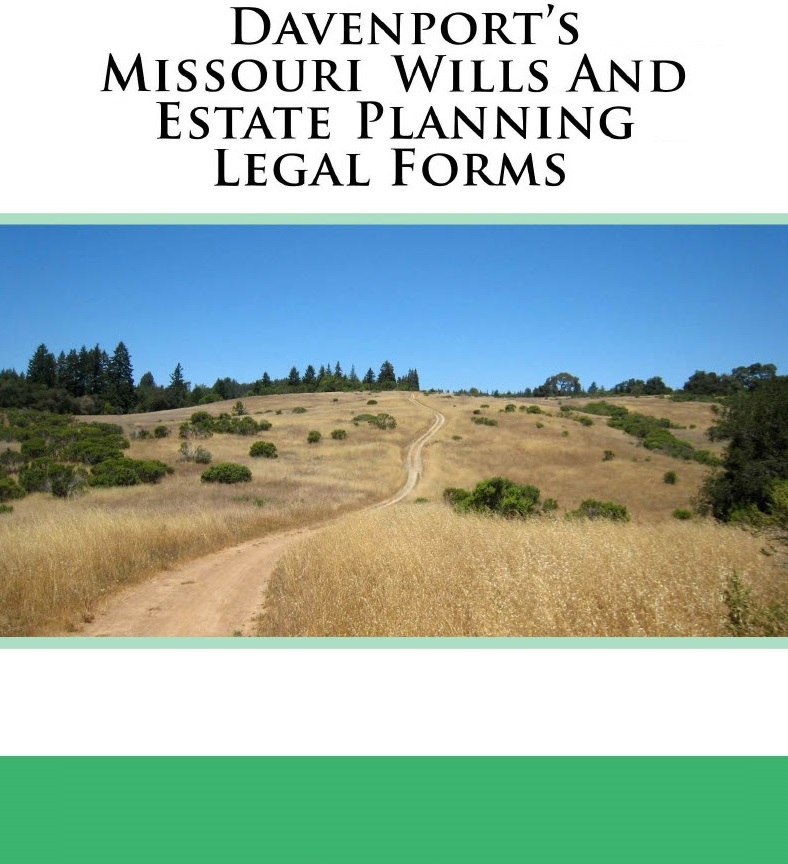 Davenport's
Missouri Wills And
Estate Planning
Legal Forms